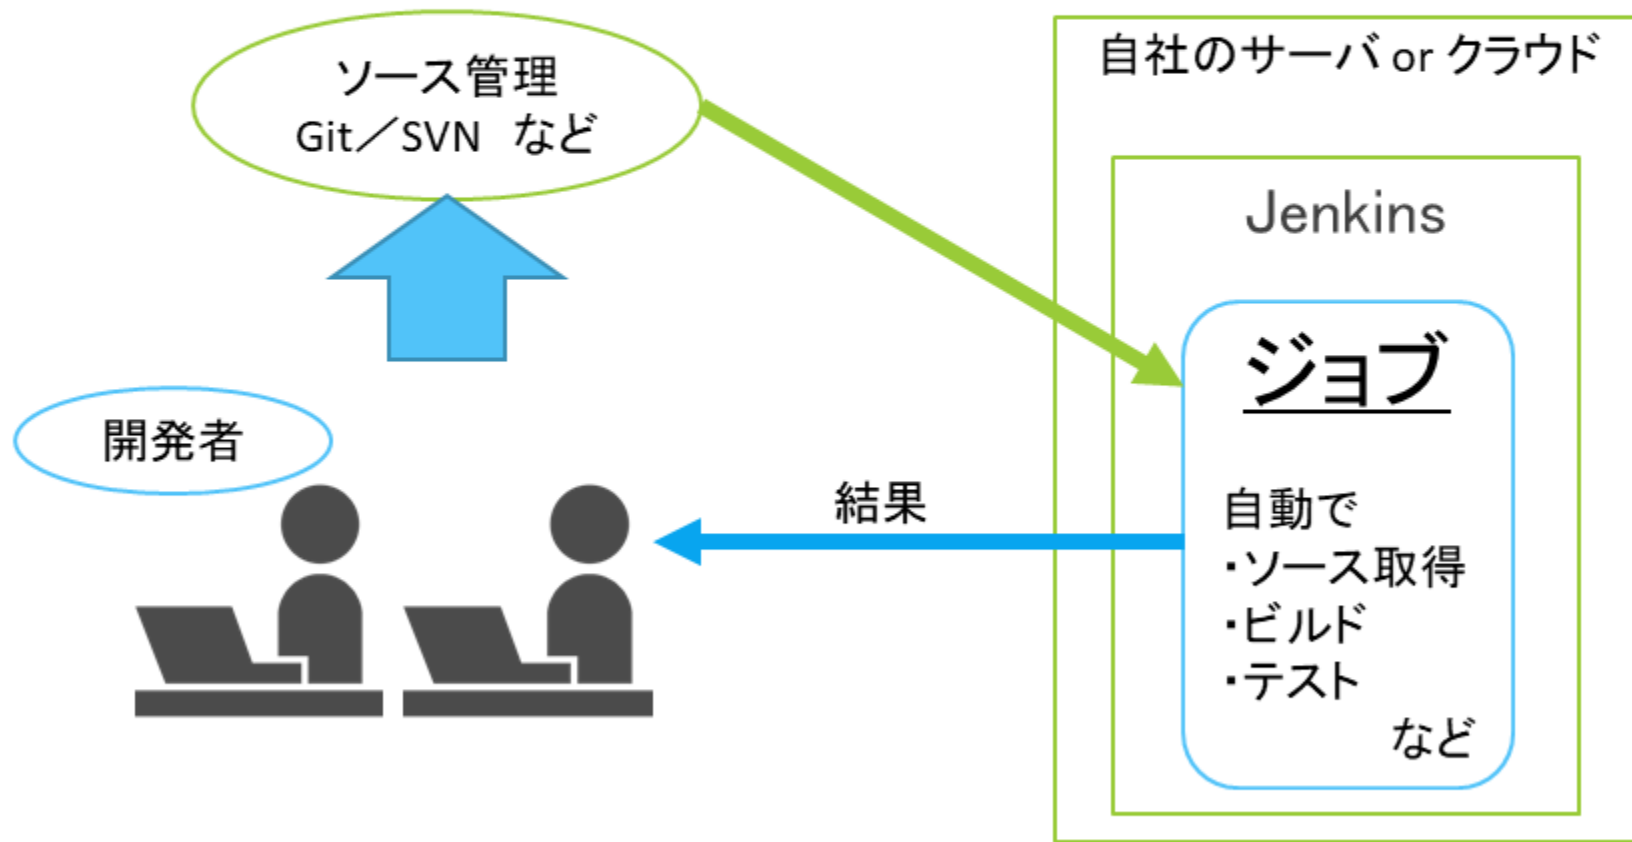 ソース管理
Git／SVN　など
自社のサーバ or クラウド
Jenkins
ジョブ
自動で
・ソース取得
・ビルド
・テスト
など
開発者
結果